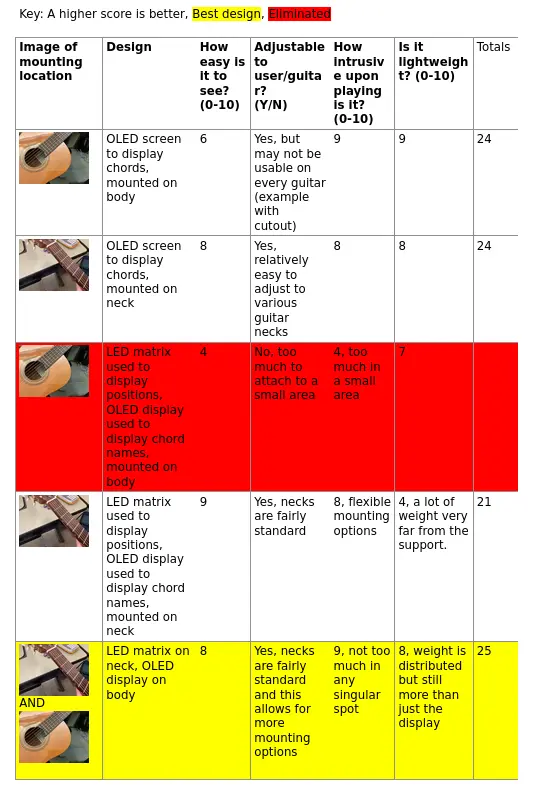 Key: A higher score is better, Best design, Eliminated
Image of mounting location
Design
How easy is it to see? (0-10)
Adjustable to user/guitar? (Y/N)
How intrusive upon playing is it? (0-10)
Is it lightweight? (0-10)
Totals
OLED screen to display chords, mounted on body
6
Yes, but may not be usable on every guitar (example with cutout)
9
9
24
OLED screen to display chords, mounted on neck
8
Yes, relatively easy to adjust to various guitar necks
8
8
24
LED matrix used to display positions, OLED display used to display chord names, mounted on body
4
No, too much to attach to a small area
4, too much in a small area
7
LED matrix used to display positions, OLED display used to display chord names, mounted on neck
9
Yes, necks are fairly standard
8, flexible mounting options
4, a lot of weight very far from the support.
21
AND
LED matrix on neck, OLED display on body
8
Yes, necks are fairly standard and this allows for more mounting options
9, not too much in any singular spot
8, weight is distributed but still more than just the display
25